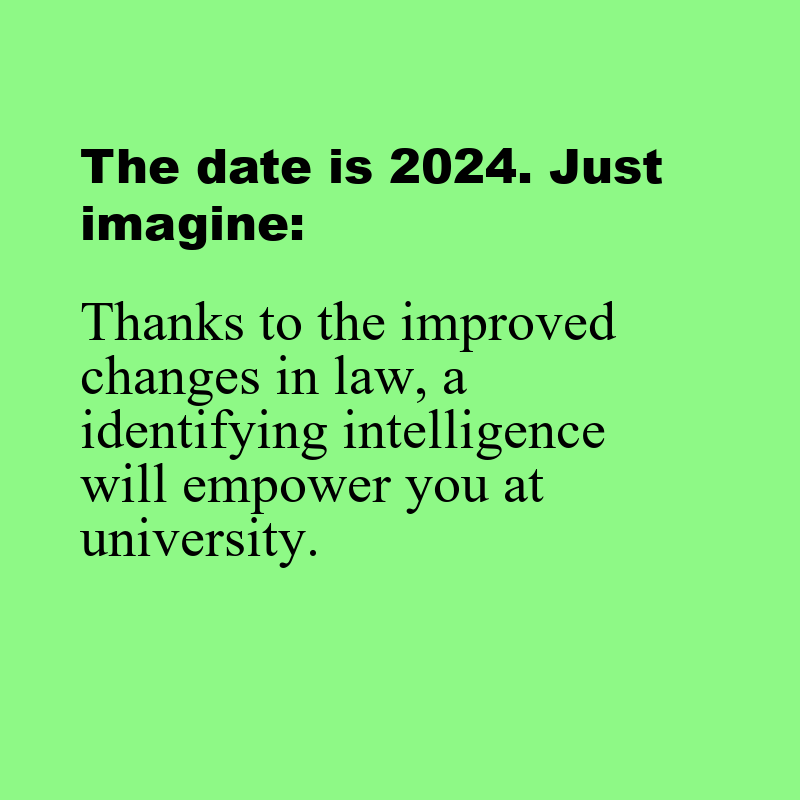 The date is 2024. Just
imagine:
Thanks to the improved
changes in law, a
identifying intelligence
will empower you at
university.